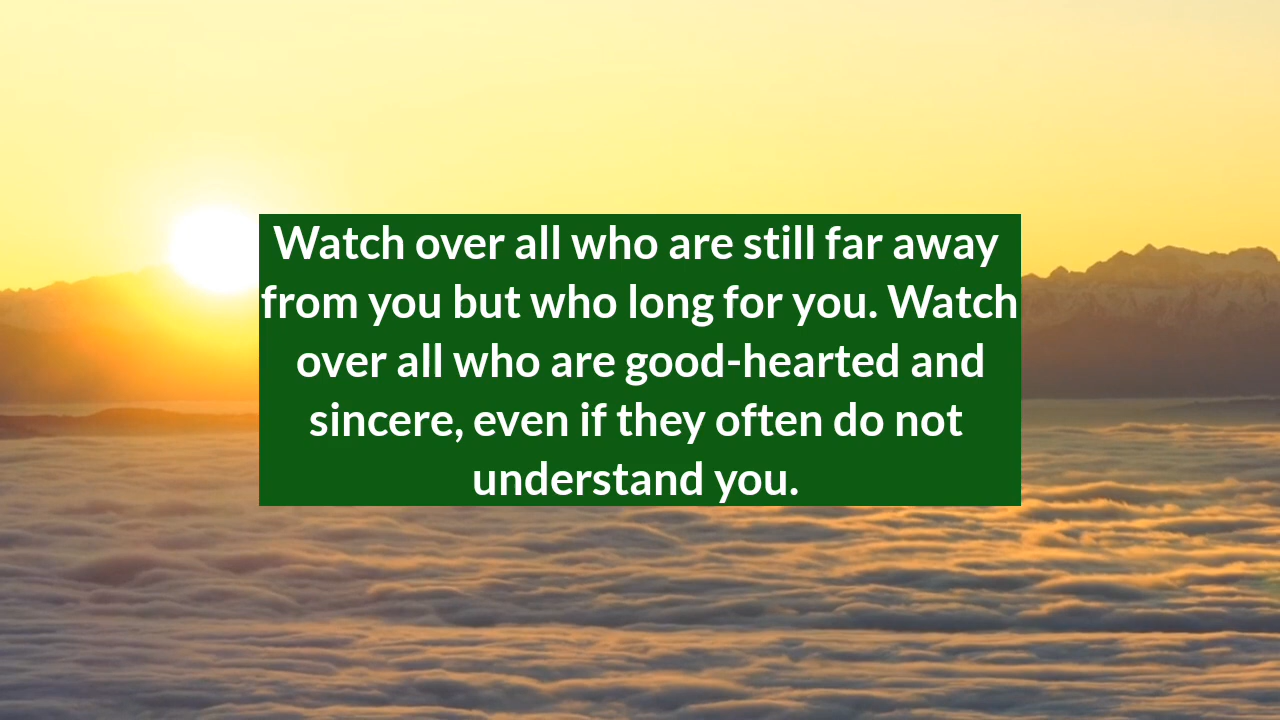 Watch over all who are still far away
from you but who long for you. Watch
over all who are good-hearted and
sincere, even if they often do not
understand you.